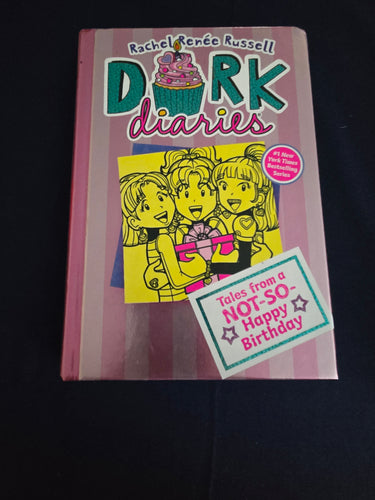 Rachel Renée Russell
DORK
diaries
#1 New
York Times
Bestselling
Series
Tales from a
NOT-SO-
Happy
Birthday